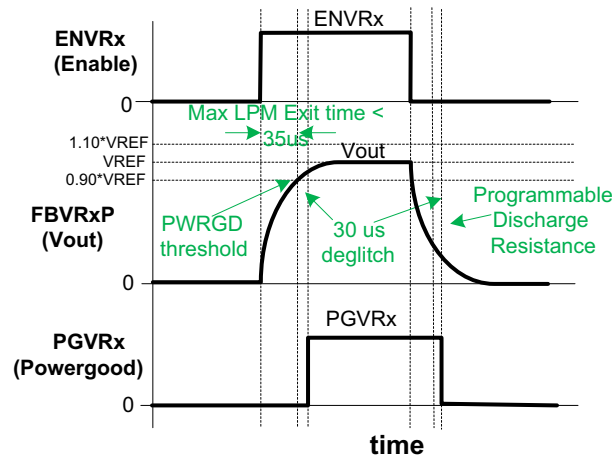 ENVRx
ENVRx
(Enable)
0
Max LPM Exit time <
35us
1.10*VREF
VREF
0.90*VREF
Vout
PWRGD
threshold
30 us
deglitch
Programmable
Discharge
Resistance
FBVRxP
(Vout)
0
PGVRx
PGVRx
(Powergood)
0
time